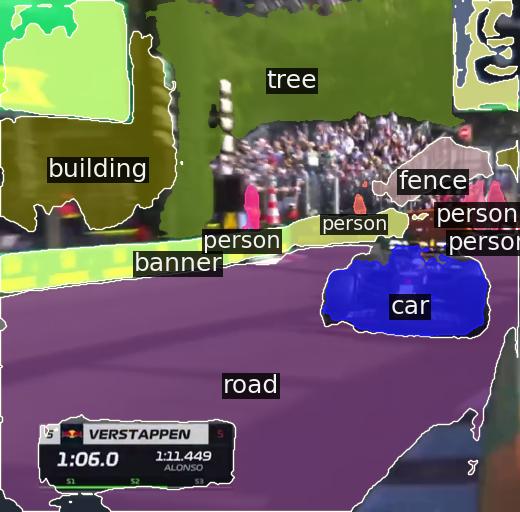 tree
building
fence
person
person
person
person
banner
car
road
5 VERSTAPPEN 5
1:06.0 1:11.449
ALONSO
S1 S2 S3